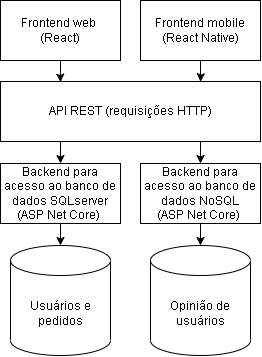 Frontend web
(React)
Frontend mobile
(React Native)
API REST (requisições HTTP)
Backend para
acesso ao banco de
dados SQLserver
(ASP Net Core)
Backend para
acesso ao banco de
dados NoSQL
(ASP Net Core)
Usuários e
pedidos
Opinião de
usuários